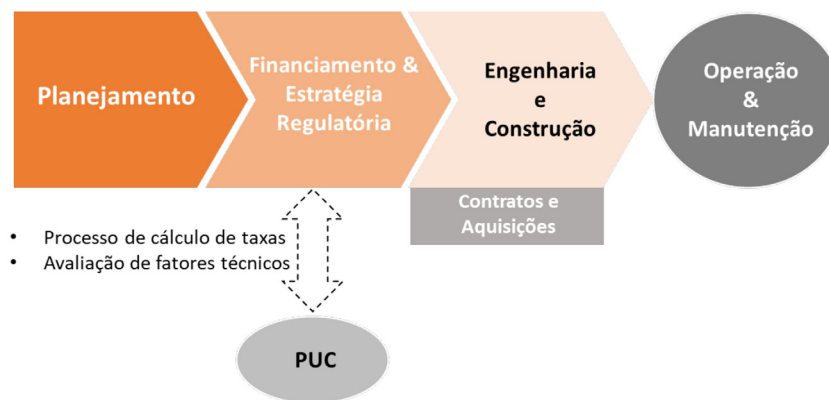 Planejamento
Financiamento &
Estratégia
Regulatória
Engenharia
e
Construção
Operação
&
Manutenção
Contratos e
Aquisições
• Processo de cálculo de taxas
• Avaliação de fatores técnicos
PUC